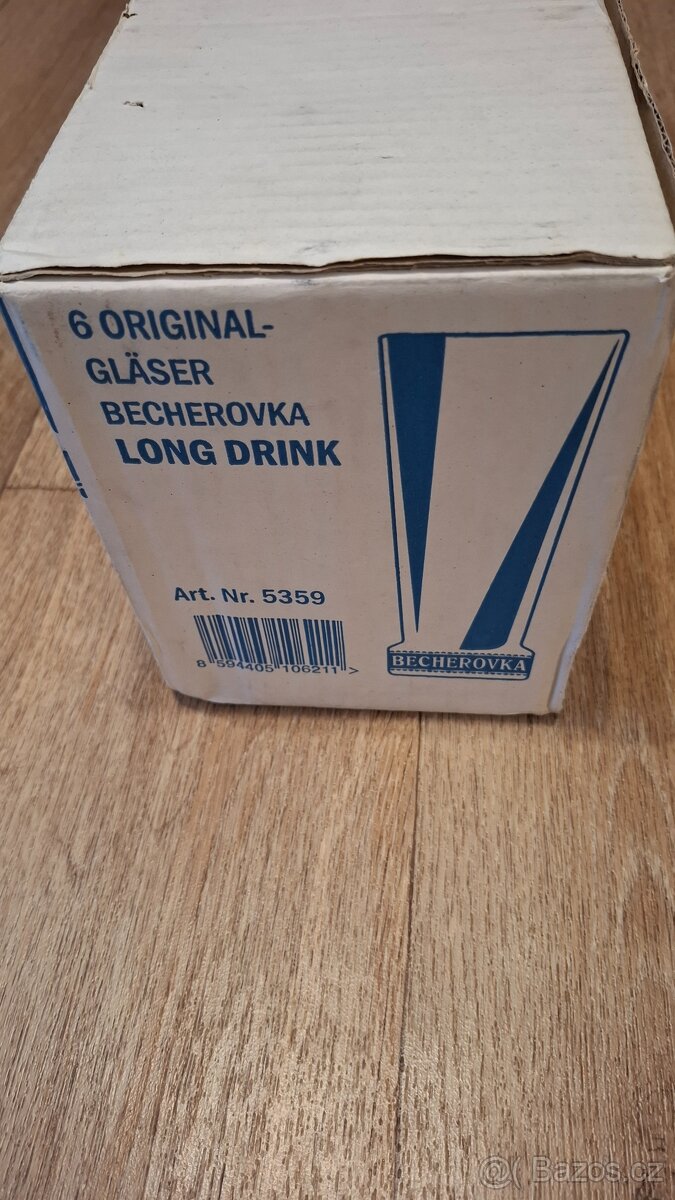 6 ORIGINAL-
GLÄSER
BECHEROVKA
LONG DRINK
Art. Nr. 5359
8 594405 106211 >
BECHEROVKA
@( Bazos.cz